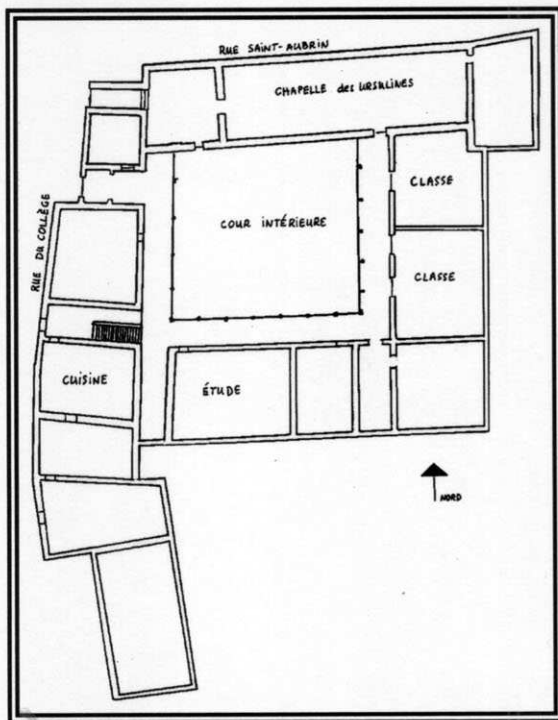 RUE SAINT-AUBRIN
CHAPELLE des URSULINES
CLASSE
RUE DU COLLÈGE
COUR INTÉRIEURE
CLASSE
CUISINE
ÉTUDE
NORD